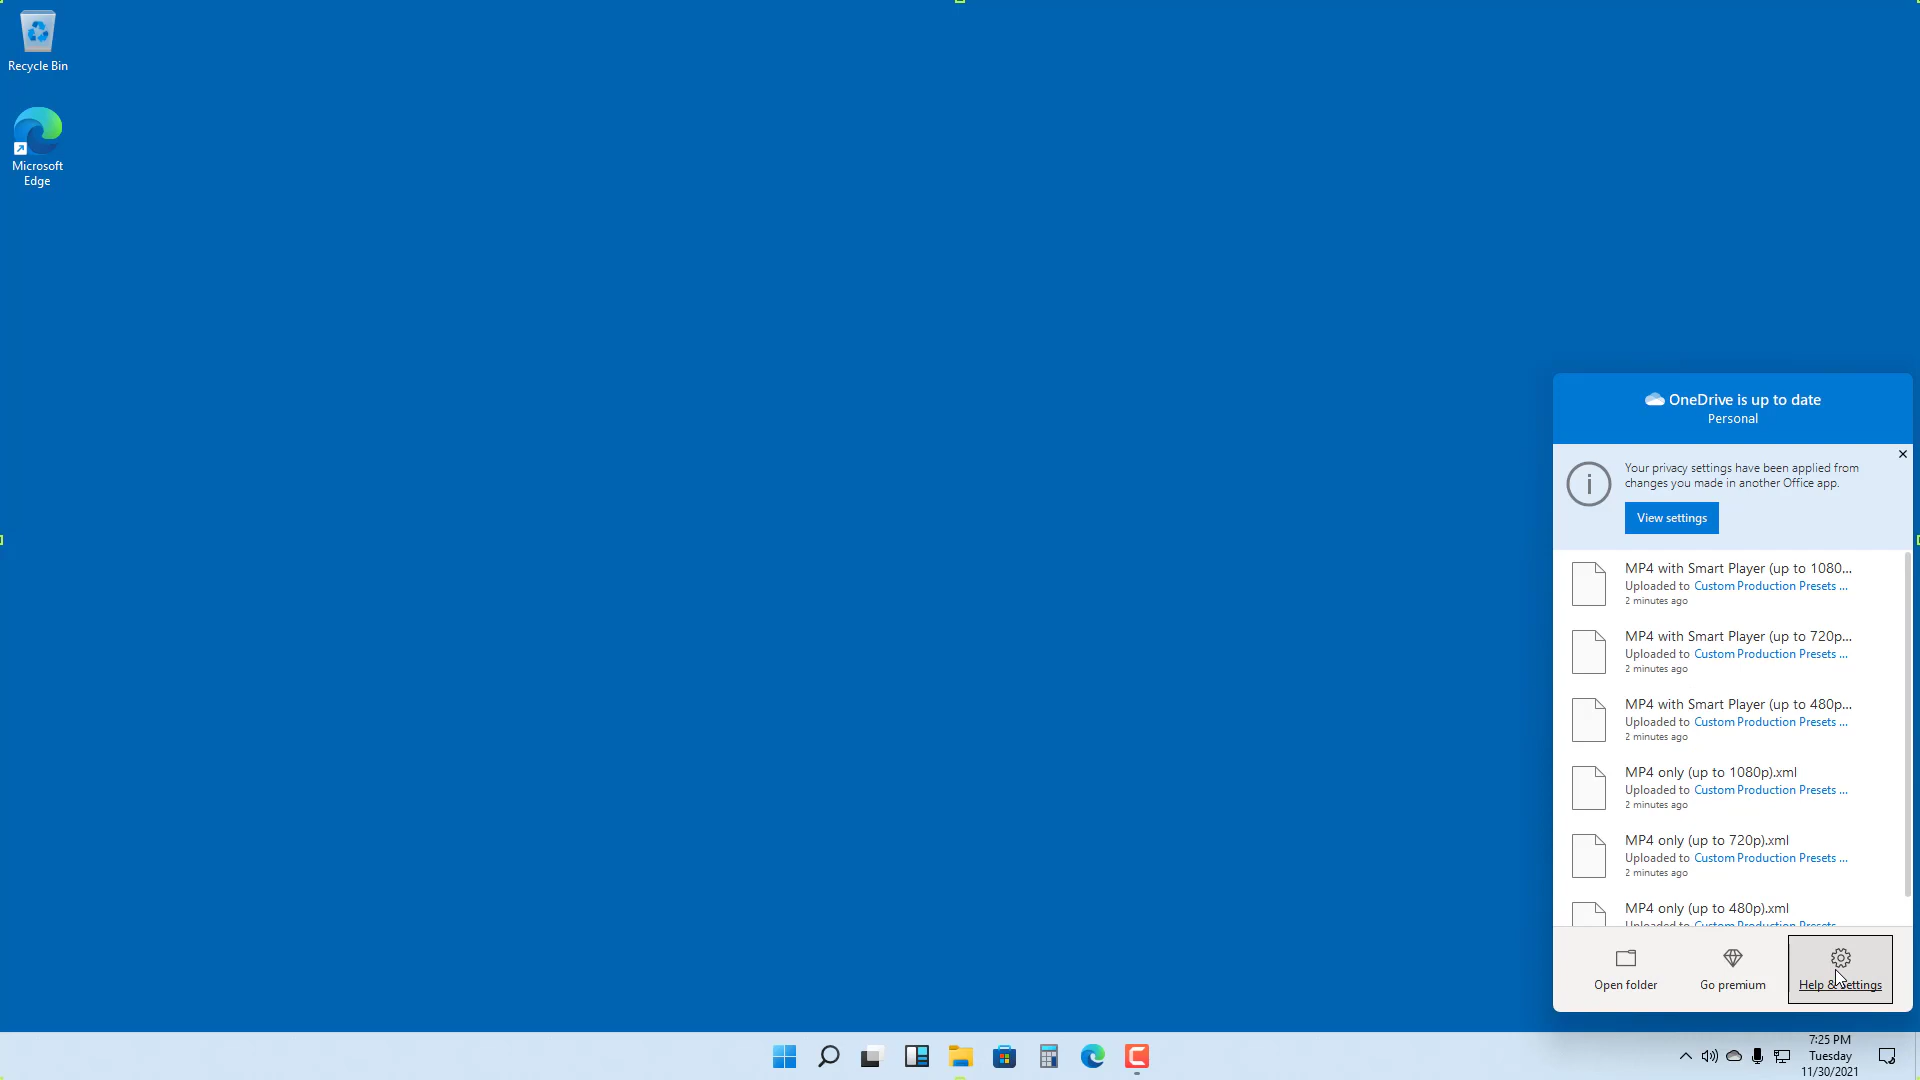 Recycle Bin
Microsoft
Edge
OneDrive is up to date
Personal
Your privacy settings have been applied from
changes you made in another Office app.
View settings
MP4 with Smart Player (up to 1080...
Uploaded to Custom Production Presets ...
2 minutes ago
MP4 with Smart Player (up to 720p...
Uploaded to Custom Production Presets ...
2 minutes ago
MP4 with Smart Player (up to 480p...
Uploaded to Custom Production Presets ...
2 minutes ago
MP4 only (up to 1080p).xml
Uploaded to Custom Production Presets ...
2 minutes ago
MP4 only (up to 720p).xml
Uploaded to Custom Production Presets ...
2 minutes ago
MP4 only (up to 480p).xml
Uploaded to Custom Production Presets ...
Open folder
Go premium
Help & Settings
7:25 PM
Tuesday
11/30/2021